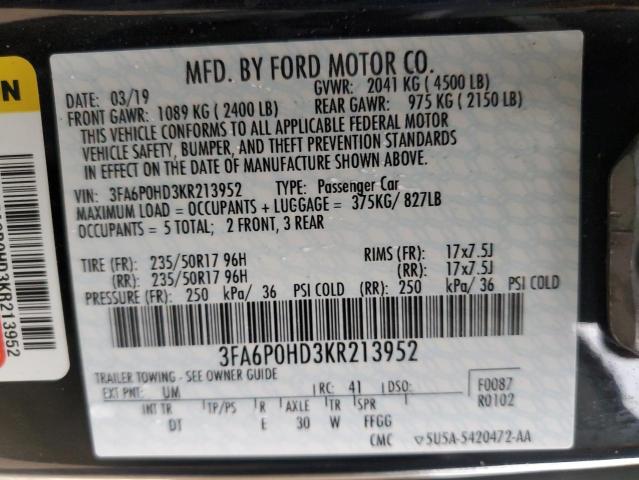 MFD. BY FORD MOTOR CO.
DATE: 03/19 GVWR: 2041 KG ( 4500 LB)
FRONT GAWR: 1089 KG ( 2400 LB) REAR GAWR: 975 KG ( 2150 LB)
THIS VEHICLE CONFORMS TO ALL APPLICABLE FEDERAL MOTOR
VEHICLE SAFETY, BUMPER, AND THEFT PREVENTION STANDARDS
IN EFFECT ON THE DATE OF MANUFACTURE SHOWN ABOVE.
VIN: 3FA6P0HD3KR213952 TYPE: Passenger Car
MAXIMUM LOAD = OCCUPANTS + LUGGAGE = 375KG/ 827LB
OCCUPANTS = 5 TOTAL; 2 FRONT, 3 REAR
TIRE (FR): 235/50R17 96H RIMS (FR): 17x7.5J
(RR): 235/50R17 96H (RR): 17x7.5J
PRESSURE (FR): 250 kPa/ 36 PSI COLD (RR): 250 kPa/ 36 PSI COLD
3FA6P0HD3KR213952
TRAILER TOWING - SEE OWNER GUIDE
EXT PNT: UM RC: 41 DSO: F0087
R0102
INT TR TP/PS R AXLE TR SPR
DT E 30 W FFGG
CMC ▽5U5A-5420472-AA
N
P0HD3KR213952